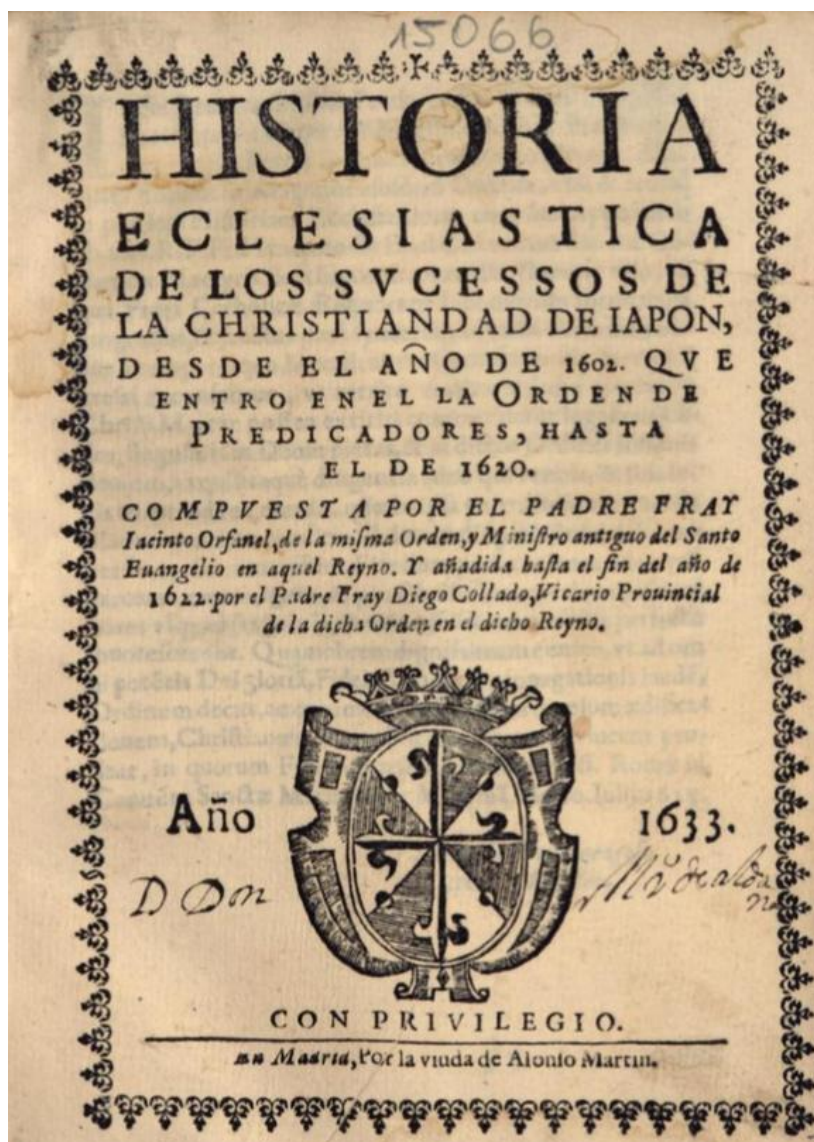 15066
HISTORIA
ECLESIASTICA
DE LOS SVCESSOS DE
LA CHRISTIANDAD DE IAPON,
DESDE EL AÑO DE 1602. QVE
ENTRO EN EL LA ORDEN DE
PREDICADORES, HASTA
EL DE 1620.
COMPVESTA POR EL PADRE FRAY
Iacinto Orfanel, de la miſma Orden, y Miniſtro antiguo del Santo
Euangelio en aquel Reyno. Y añadida haſta el fin del año de
1622. por el Padre Fray Diego Collado, Vicario Prouincial
de la dicha Orden en el dicho Reyno.
Año 1633.
D Don
CON PRIVILEGIO.
En Madrid, Por la viuda de Alonſo Martin.